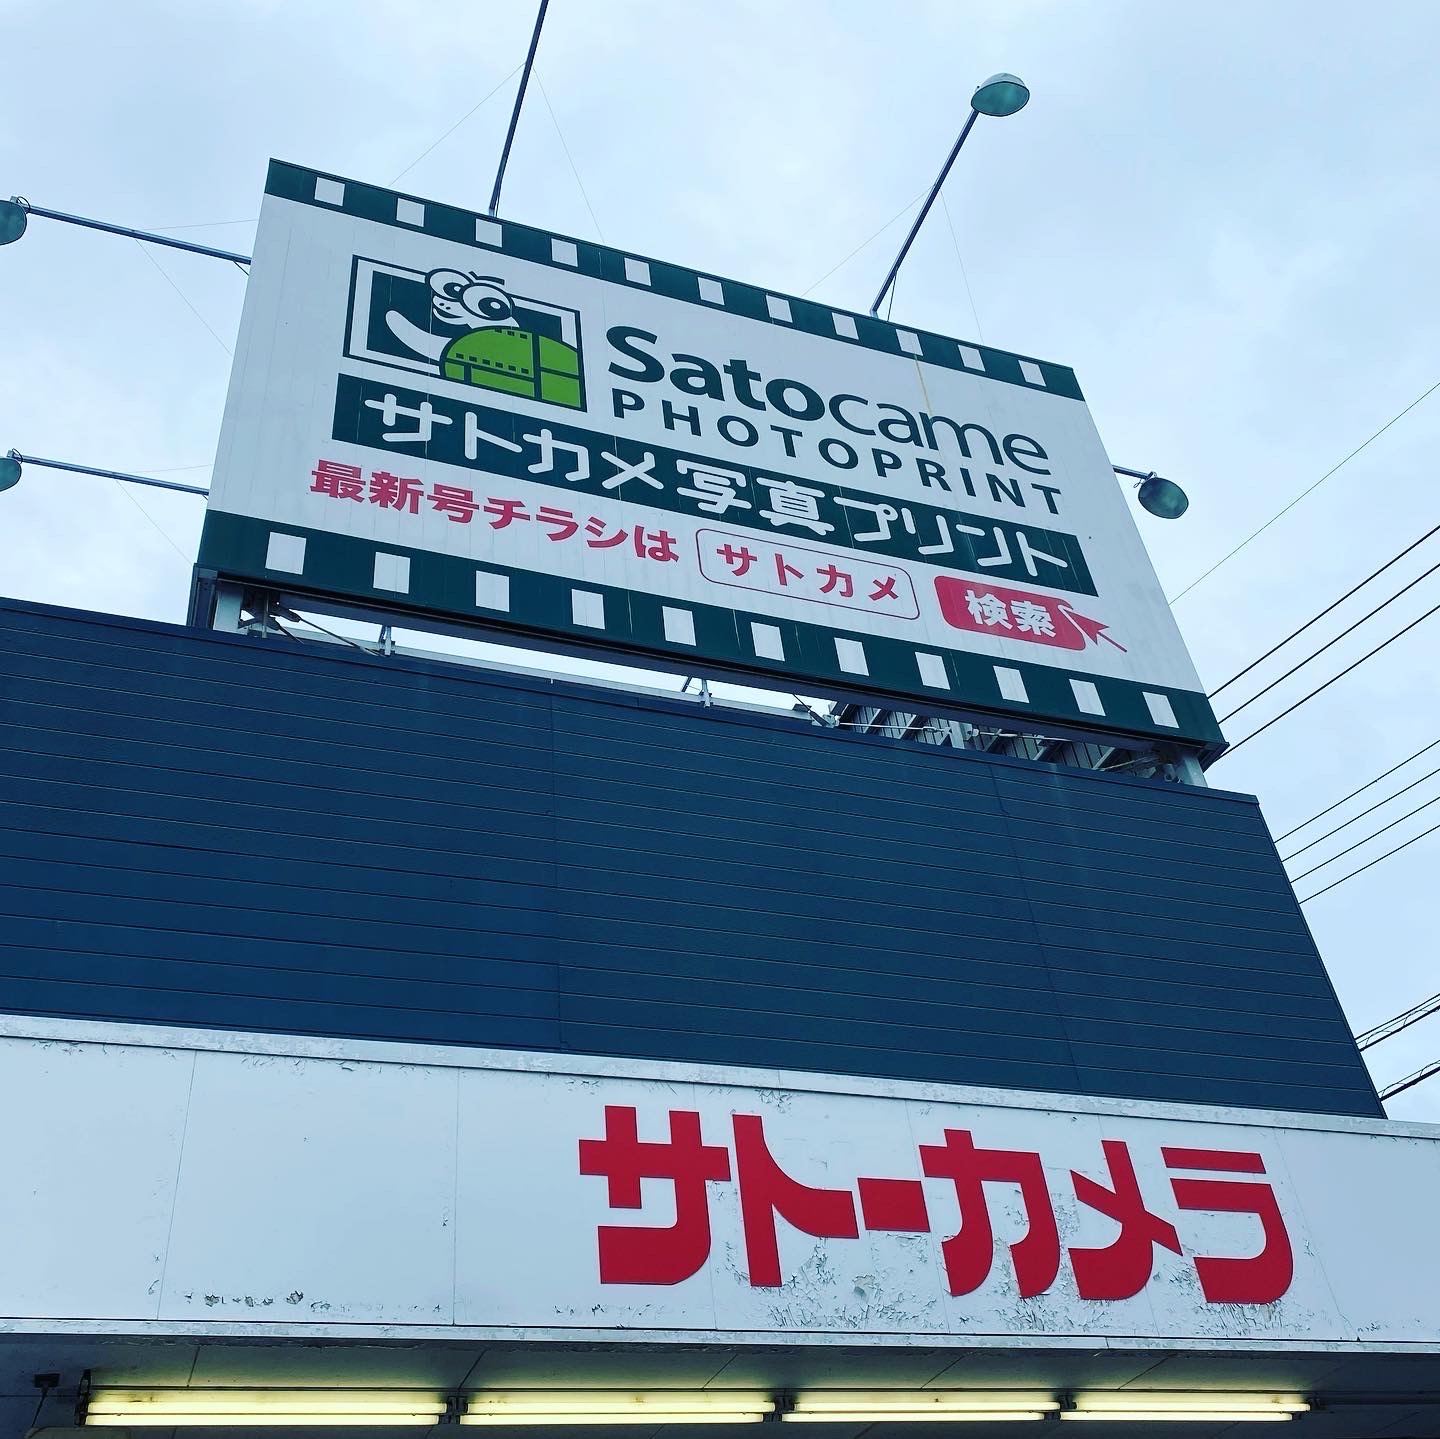 Satocame
PHOTOPRINT
サトカメ写真プリント
最新号チラシは サトカメ 検索
サトーカメラ